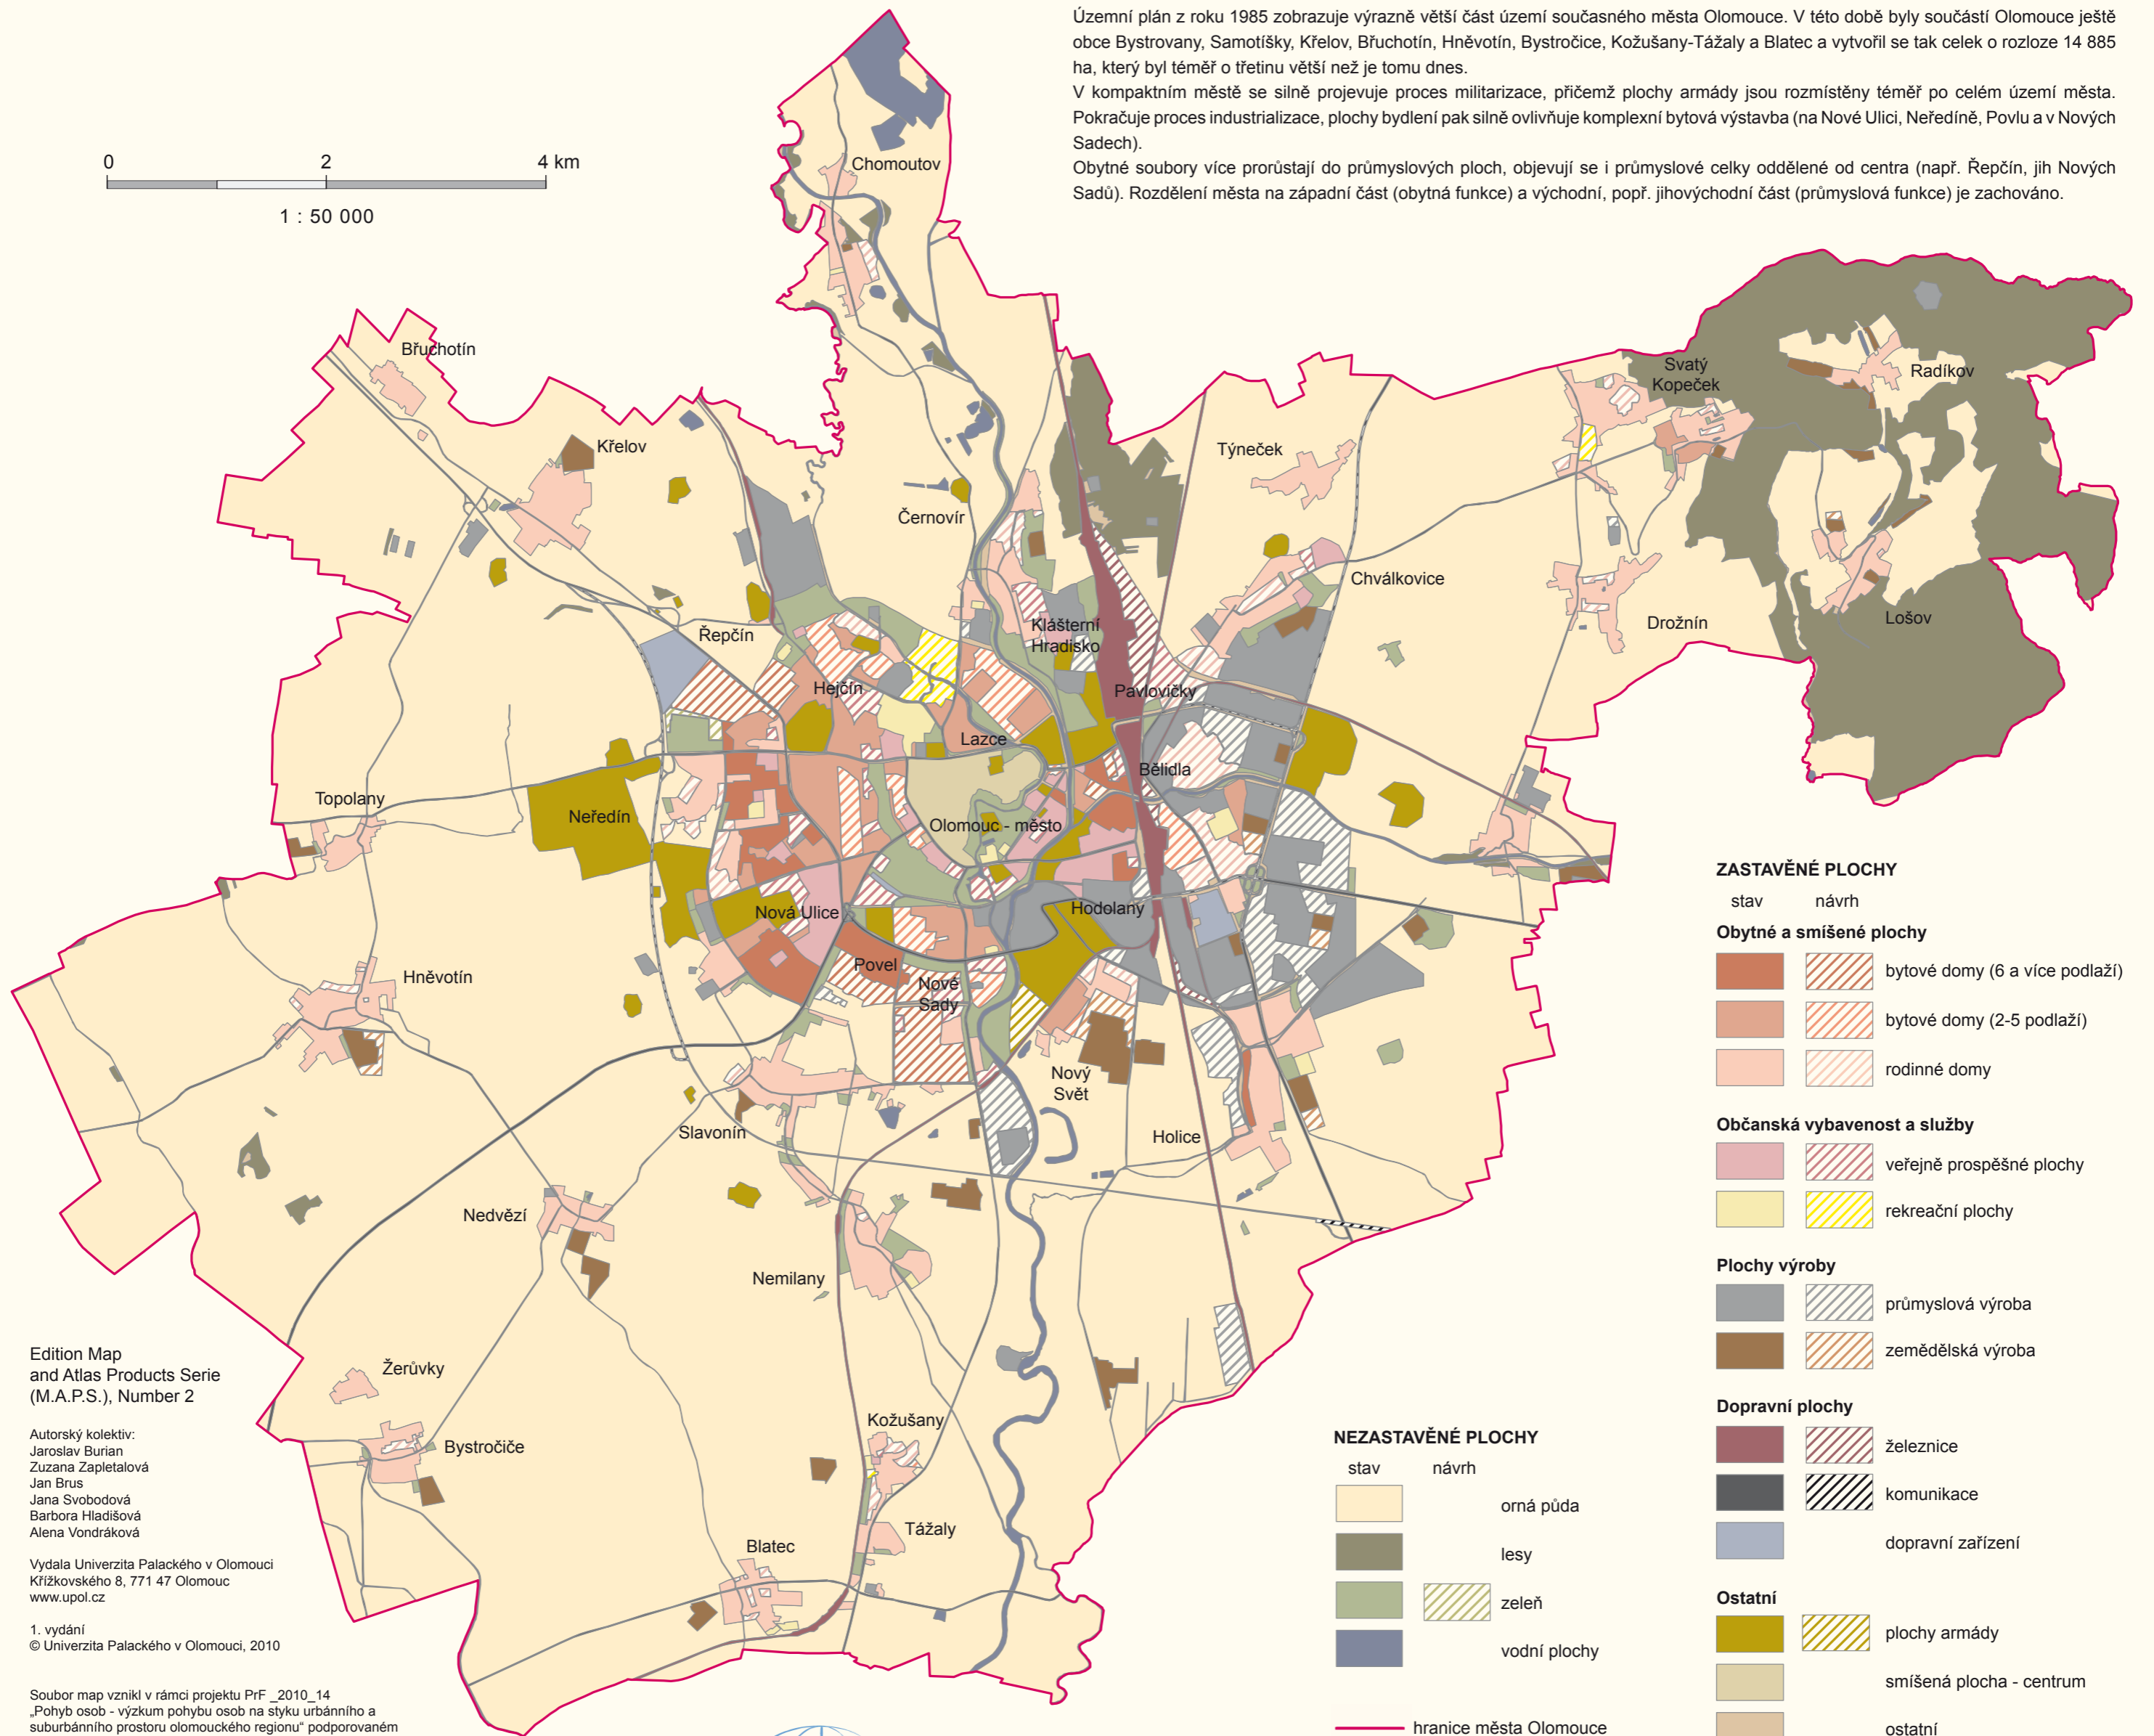 Územní plán z roku 1985 zobrazuje výrazně větší část území současného města Olomouce. V této době byly součástí Olomouce ještě
obce Bystrovany, Samotíšky, Křelov, Břuchotín, Hněvotín, Bystročice, Kožušany-Tážaly a Blatec a vytvořil se tak celek o rozloze 14 885
ha, který byl téměř o třetinu větší než je tomu dnes.
V kompaktním městě se silně projevuje proces militarizace, přičemž plochy armády jsou rozmístěny téměř po celém území města.
Pokračuje proces industrializace, plochy bydlení pak silně ovlivňuje komplexní bytová výstavba (na Nové Ulici, Neředíně, Povlu a v Nových
Sadech).
Obytné soubory více prorůstají do průmyslových ploch, objevují se i průmyslové celky oddělené od centra (např. Řepčín, jih Nových
Sadů). Rozdělení města na západní část (obytná funkce) a východní, popř. jihovýchodní část (průmyslová funkce) je zachováno.
0 2 4 km
1 : 50 000
Chomoutov
Břuchotín
Křelov
Černovír
Týneček
Svatý
Kopeček
Radíkov
Chválkovice
Drožnín
Lošov
Řepčín
Klášterní
Hradisko
Hejčín
Pavlovičky
Lazce
Bělidla
Topolany
Neředín
Olomouc - město
Nová Ulice
Hodolany
Povel
Nové
Sady
Hněvotín
Nový
Svět
Slavonín
Holice
Nedvězí
Nemilany
Žerůvky
Bystročiče
Kožušany
Tážaly
Blatec
Edition Map
and Atlas Products Serie
(M.A.P.S.), Number 2
Autorský kolektiv:
Jaroslav Burian
Zuzana Zapletalová
Jan Brus
Jana Svobodová
Barbora Hladišová
Alena Vondráková
Vydala Univerzita Palackého v Olomouci
Křížkovského 8, 771 47 Olomouc
www.upol.cz
1. vydání
© Univerzita Palackého v Olomouci, 2010
Soubor map vznikl v rámci projektu PrF _2010_14
„Pohyb osob - výzkum pohybu osob na styku urbánního a
suburbánního prostoru olomouckého regionu“ podporovaném
NEZASTAVĚNÉ PLOCHY
stav návrh
orná půda
lesy
zeleň
vodní plochy
hranice města Olomouce
ZASTAVĚNÉ PLOCHY
stav návrh
Obytné a smíšené plochy
bytové domy (6 a více podlaží)
bytové domy (2-5 podlaží)
rodinné domy
Občanská vybavenost a služby
veřejně prospěšné plochy
rekreační plochy
Plochy výroby
průmyslová výroba
zemědělská výroba
Dopravní plochy
železnice
komunikace
dopravní zařízení
Ostatní
plochy armády
smíšená plocha - centrum
ostatní